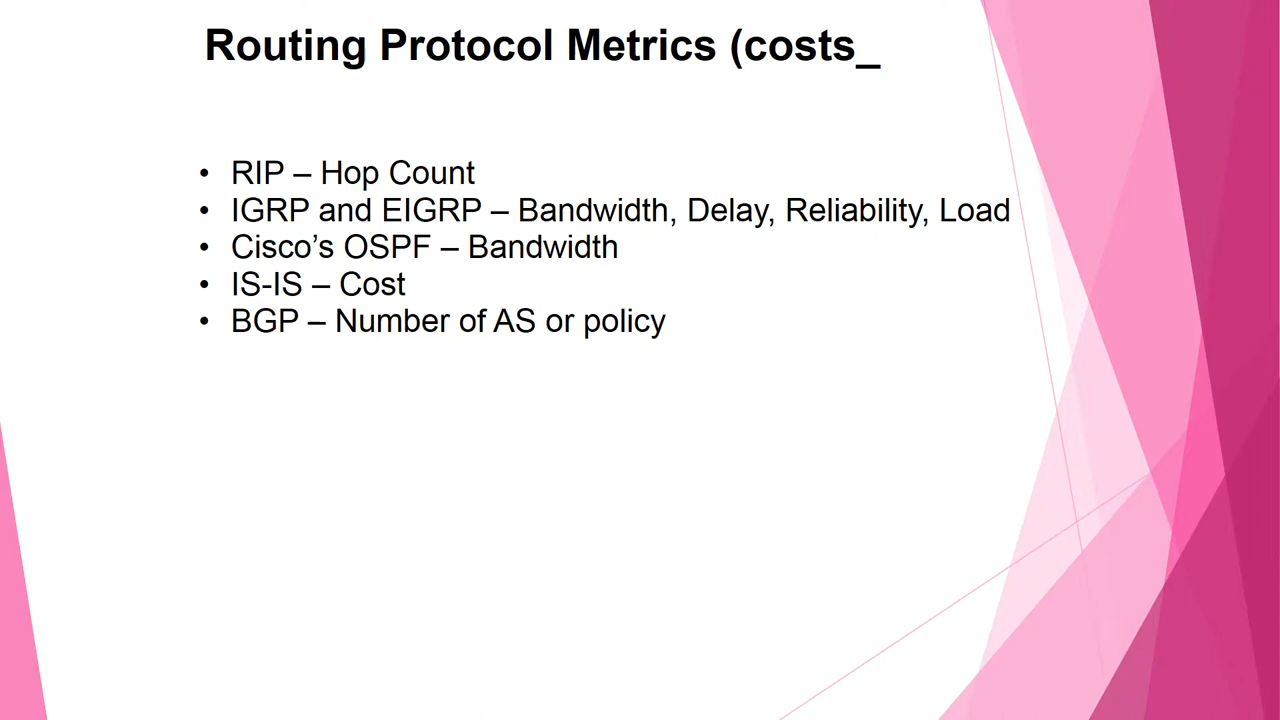 Routing Protocol Metrics (costs_
• RIP – Hop Count
• IGRP and EIGRP – Bandwidth, Delay, Reliability, Load
• Cisco’s OSPF – Bandwidth
• IS-IS – Cost
• BGP – Number of AS or policy